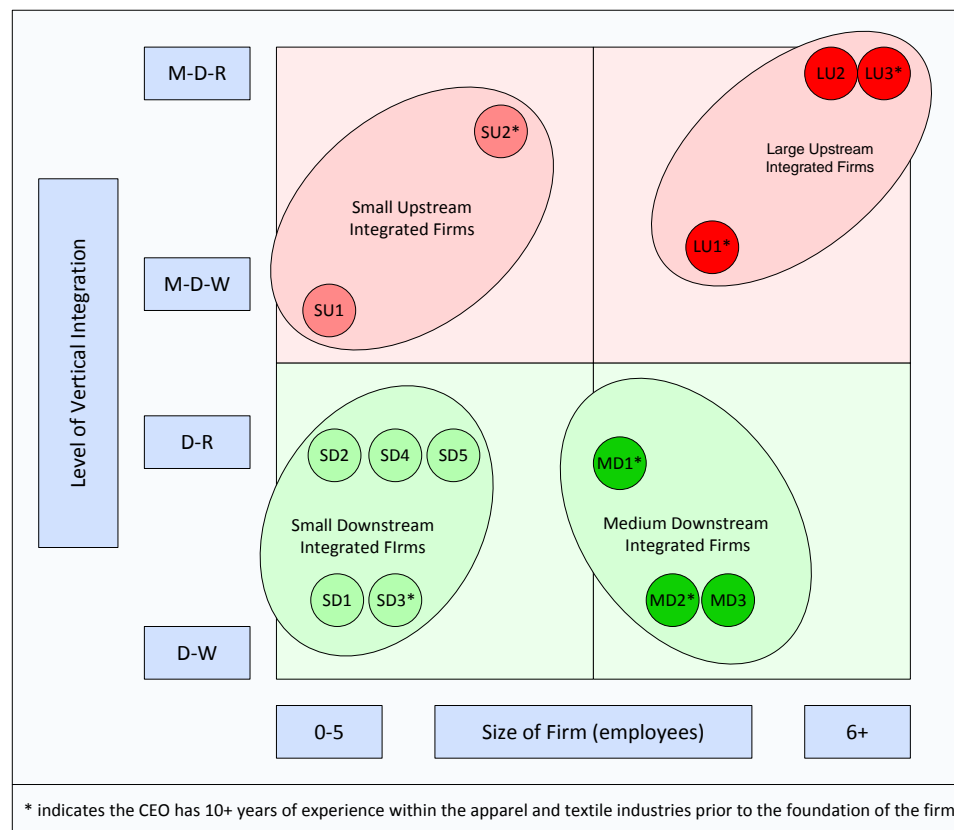 M-D-R
LU2
LU3*
SU2*
Large Upstream
Integrated Firms
Small Upstream
Integrated Firms
LU1*
M-D-W
SU1
Level of Vertical Integration
D-R
SD2
SD4
SD5
MD1*
Small Downstream
Integrated FIrms
Medium Downstream
Integrated Firms
SD1
SD3*
MD2*
MD3
D-W
0-5
Size of Firm (employees)
6+
* indicates the CEO has 10+ years of experience within the apparel and textile industries prior to the foundation of the firm